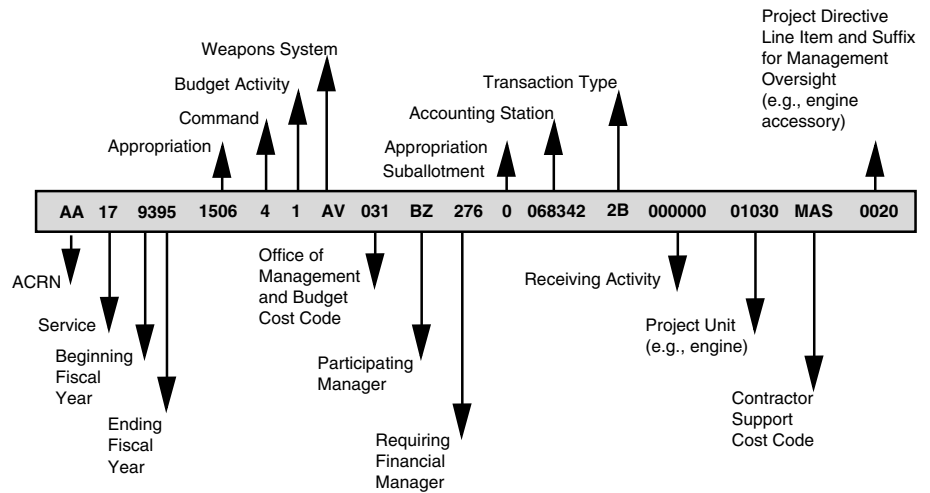 Project Directive
Line Item and Suffix
for Management
Oversight
(e.g., engine
accessory)
Weapons System
Budget Activity
Transaction Type
Command
Accounting Station
Appropriation
Appropriation
Suballotment
AA 17 9395 1506 4 1 AV 031 BZ 276 0 068342 2B 000000 01030 MAS 0020
ACRN
Service
Beginning
Fiscal
Year
Ending
Fiscal
Year
Office of
Management
and Budget
Cost Code
Participating
Manager
Requiring
Financial
Manager
Receiving Activity
Project Unit
(e.g., engine)
Contractor
Support
Cost Code